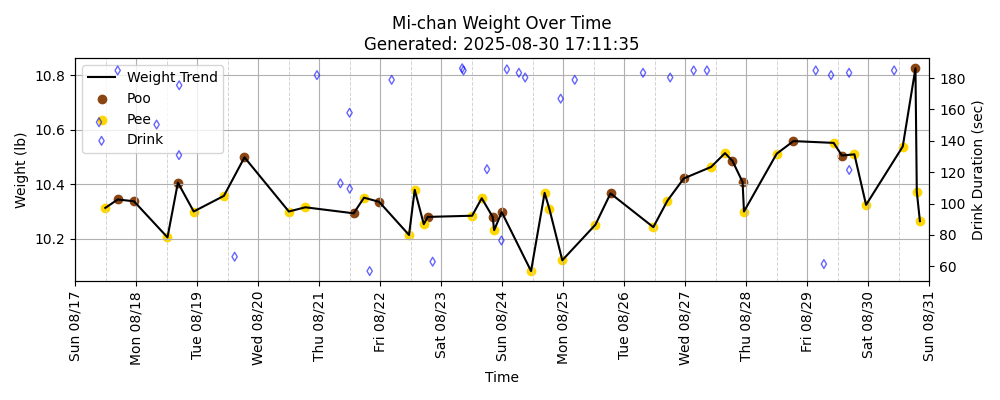 Mi-chan Weight Over Time
Generated: 2025-08-30 17:11:35
Weight (lb)
10.8
10.6
10.4
10.2
Weight Trend
Poo
Pee
Drink
180
160
140
120
100
80
60
Drink Duration (sec)
Sun 08/17
Mon 08/18
Tue 08/19
Wed 08/20
Thu 08/21
Fri 08/22
Sat 08/23
Sun 08/24
Mon 08/25
Tue 08/26
Wed 08/27
Thu 08/28
Fri 08/29
Sat 08/30
Sun 08/31
Time